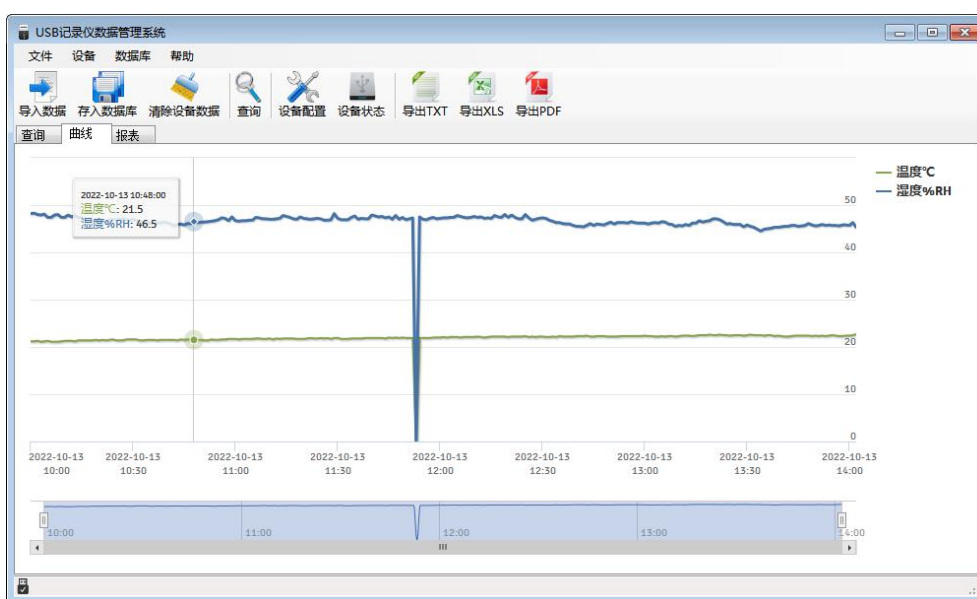 USB记录仪数据管理系统
文件 设备 数据库 帮助
导入数据 存入数据库 清除设备数据 查询 设备配置 设备状态 导出TXT 导出XLS 导出PDF
查询 曲线 报表
温度℃
湿度%RH
2022-10-13 10:48:00
温度℃: 21.5
湿度%RH: 46.5
50
40
30
20
10
0
2022-10-13 2022-10-13 2022-10-13 2022-10-13 2022-10-13 2022-10-13 2022-10-13 2022-10-13 2022-10-13
10:00 10:30 11:00 11:30 12:00 12:30 13:00 13:30 14:00
10:00 11:00 12:00 13:00 14:00